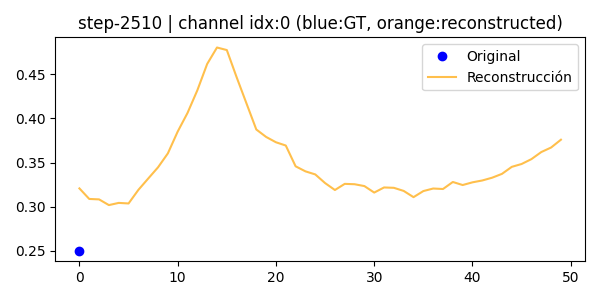 step-2510 | channel idx:0 (blue:GT, orange:reconstructed)
Original
Reconstrucción
0.45
0.40
0.35
0.30
0.25
0 10 20 30 40 50